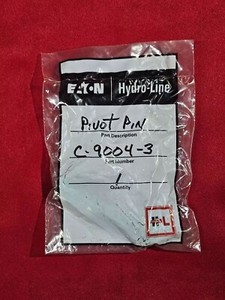 EATON Hydro-Line
PIVOT PIN
Part Description
C-9004-3
Part Number
1
Quantity
H-L